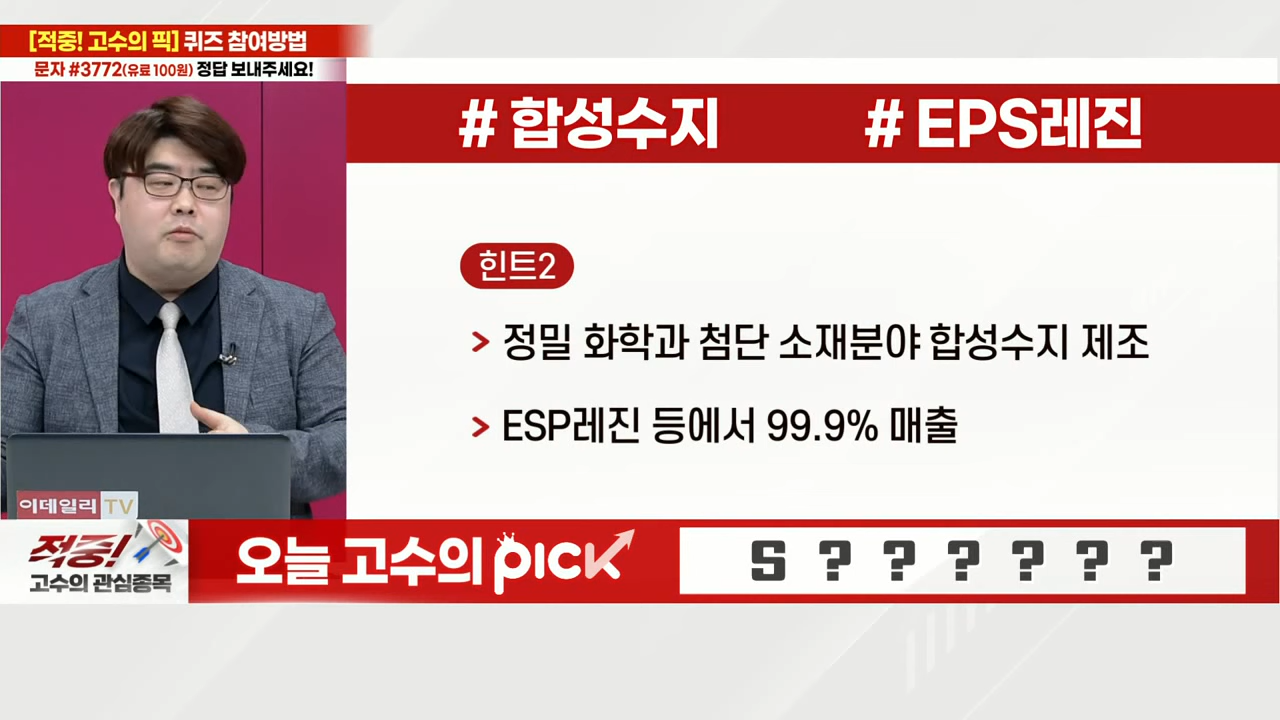 [적중! 고수의 픽] 퀴즈 참여방법
문자 #3772(유료 100원) 정답 보내주세요!
# 합성수지 # EPS레진
힌트2
> 정밀 화학과 첨단 소재분야 합성수지 제조
> ESP레진 등에서 99.9% 매출
이데일리 TV
적중!
고수의 관심종목
오늘 고수의 PICK
S ? ? ? ? ? ?